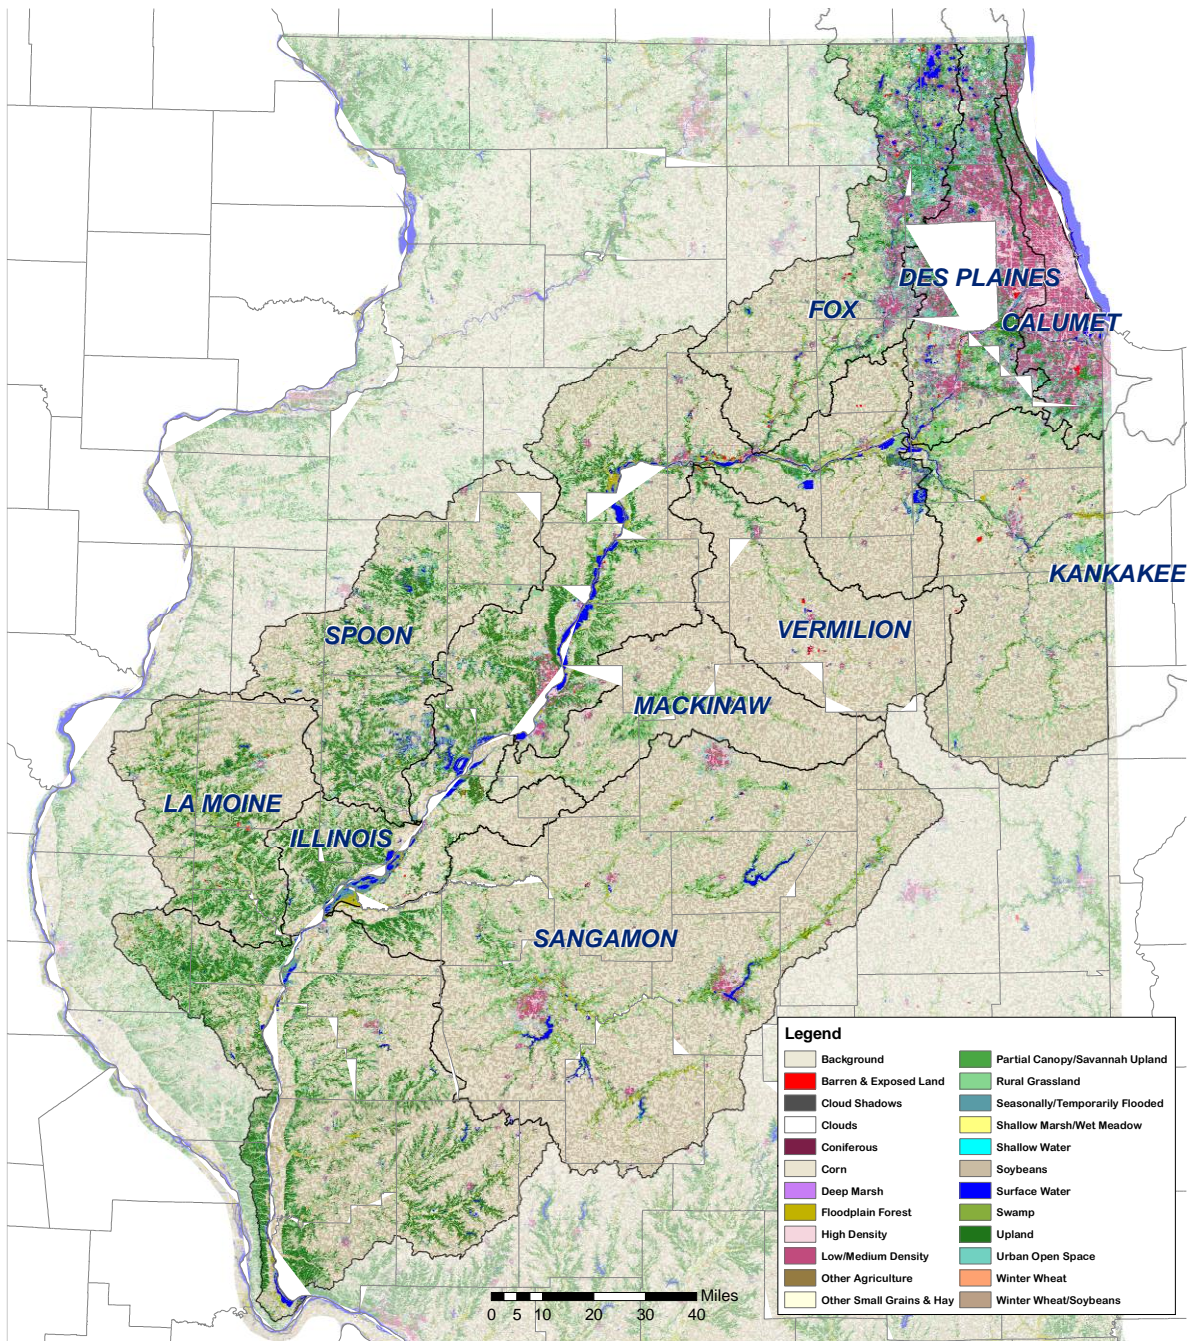 DES PLAINES
FOX
CALUMET
KANKAKEE
SPOON
VERMILION
MACKINAW
LA MOINE
ILLINOIS
SANGAMON
Legend
Background
Barren & Exposed Land
Cloud Shadows
Clouds
Coniferous
Corn
Deep Marsh
Floodplain Forest
High Density
Low/Medium Density
Other Agriculture
Other Small Grains & Hay
Partial Canopy/Savannah Upland
Rural Grassland
Seasonally/Temporarily Flooded
Shallow Marsh/Wet Meadow
Shallow Water
Soybeans
Surface Water
Swamp
Upland
Urban Open Space
Winter Wheat
Winter Wheat/Soybeans
Miles
0 5 10 20 30 40